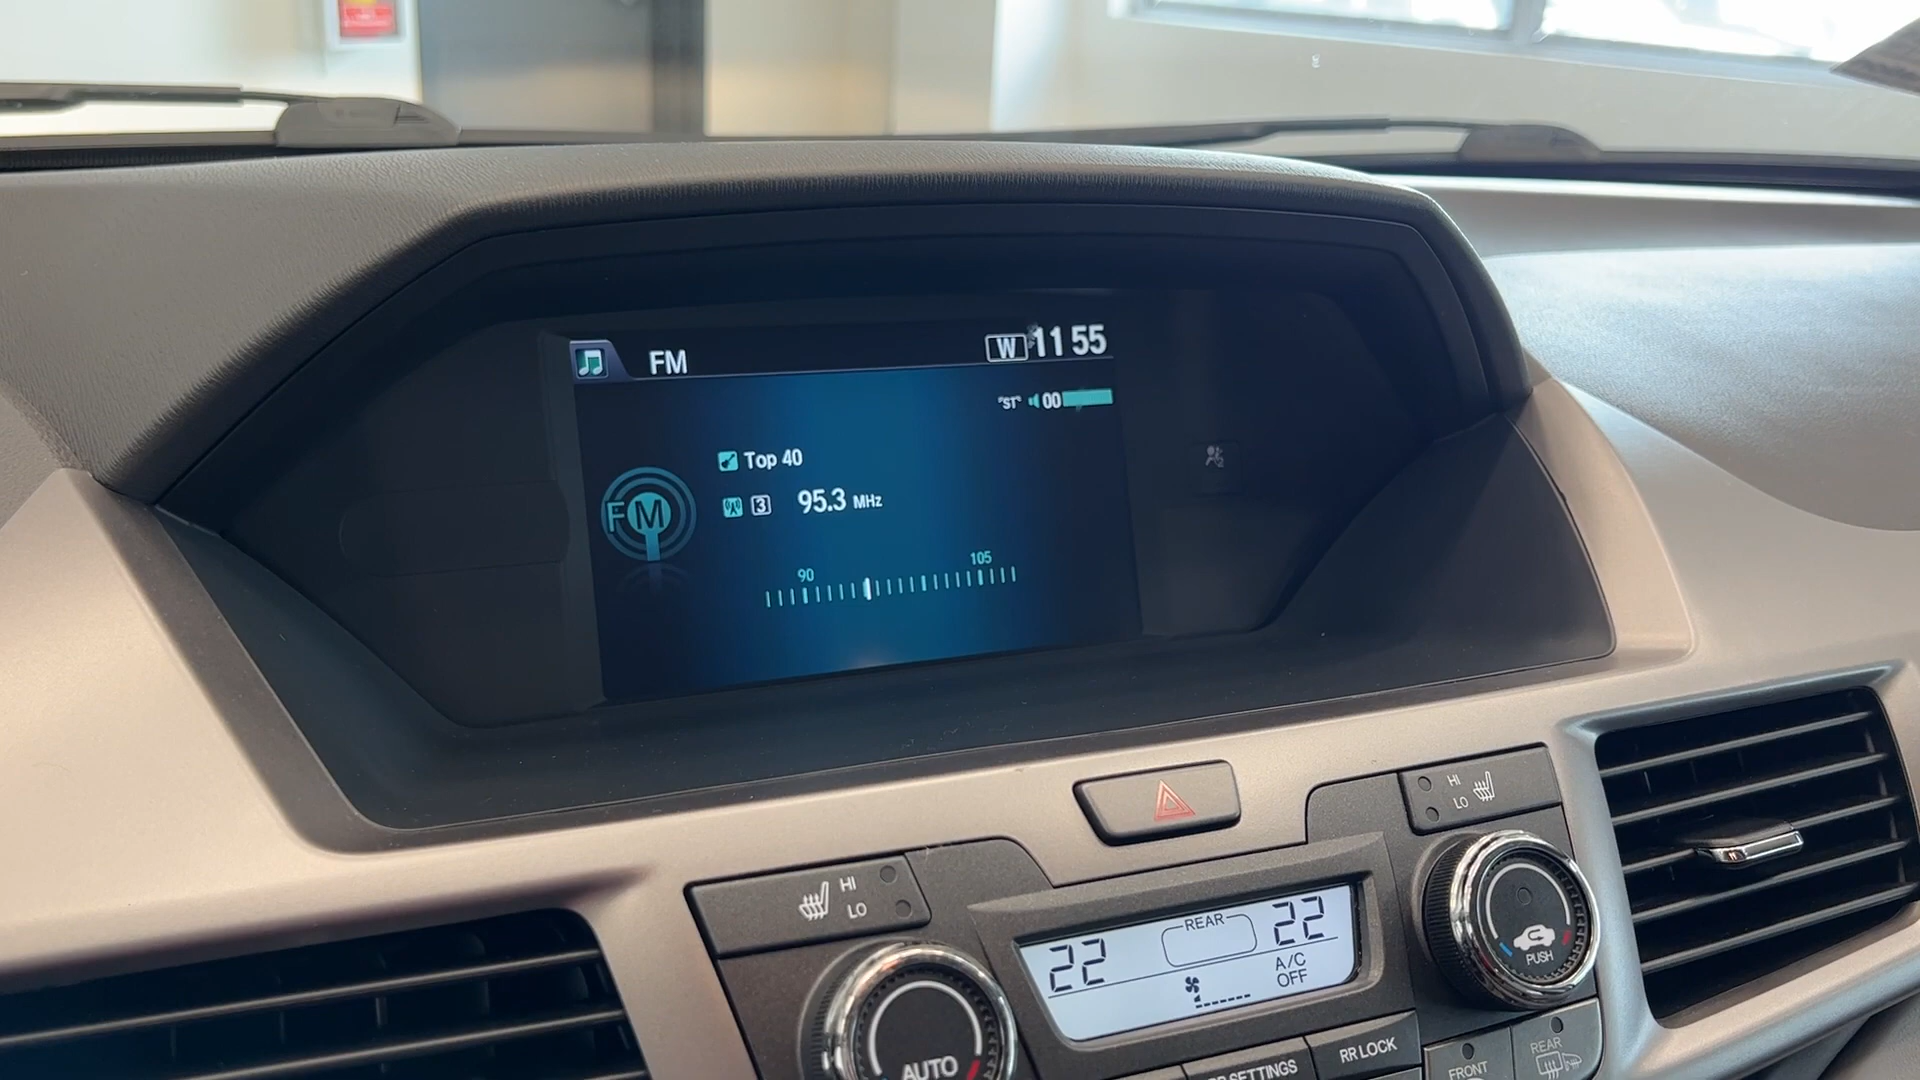 FM
W 11 55
"ST" 00
Top 40
FM
3 95.3 MHz
90 105
HI
LO
HI
LO
22 REAR 22
A/C
OFF
AUTO
PUSH
SETTINGS
RR LOCK
FRONT
REAR